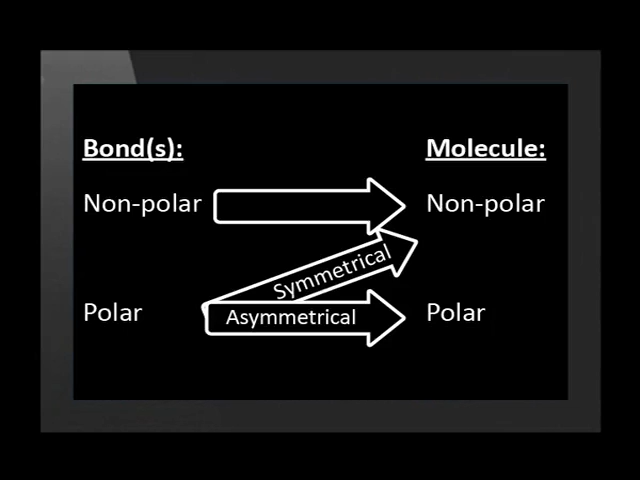 Bond(s): Molecule:
Non-polar Non-polar
Symmetrical
Polar Asymmetrical Polar